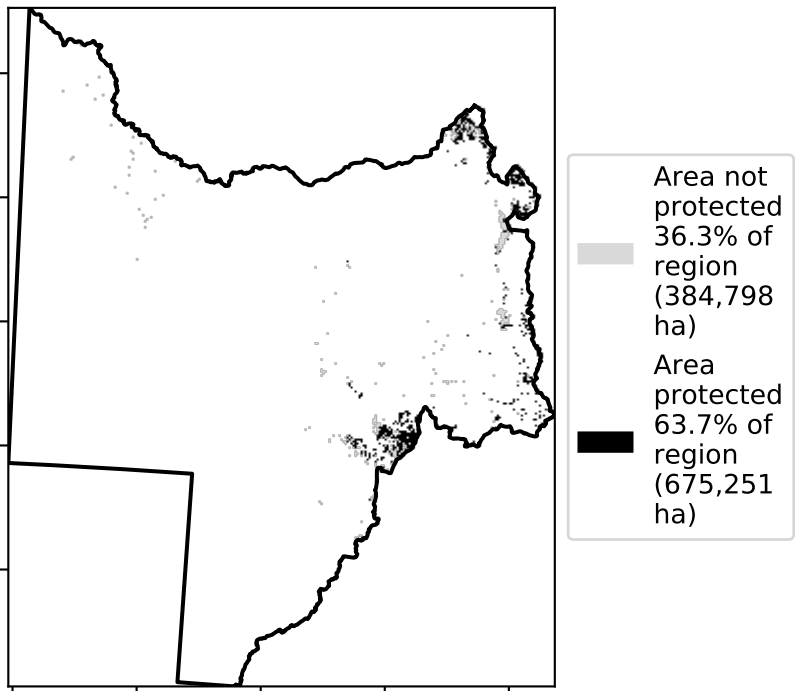 Area not
protected
36.3% of
region
(384,798
ha)
Area
protected
63.7% of
region
(675,251
ha)